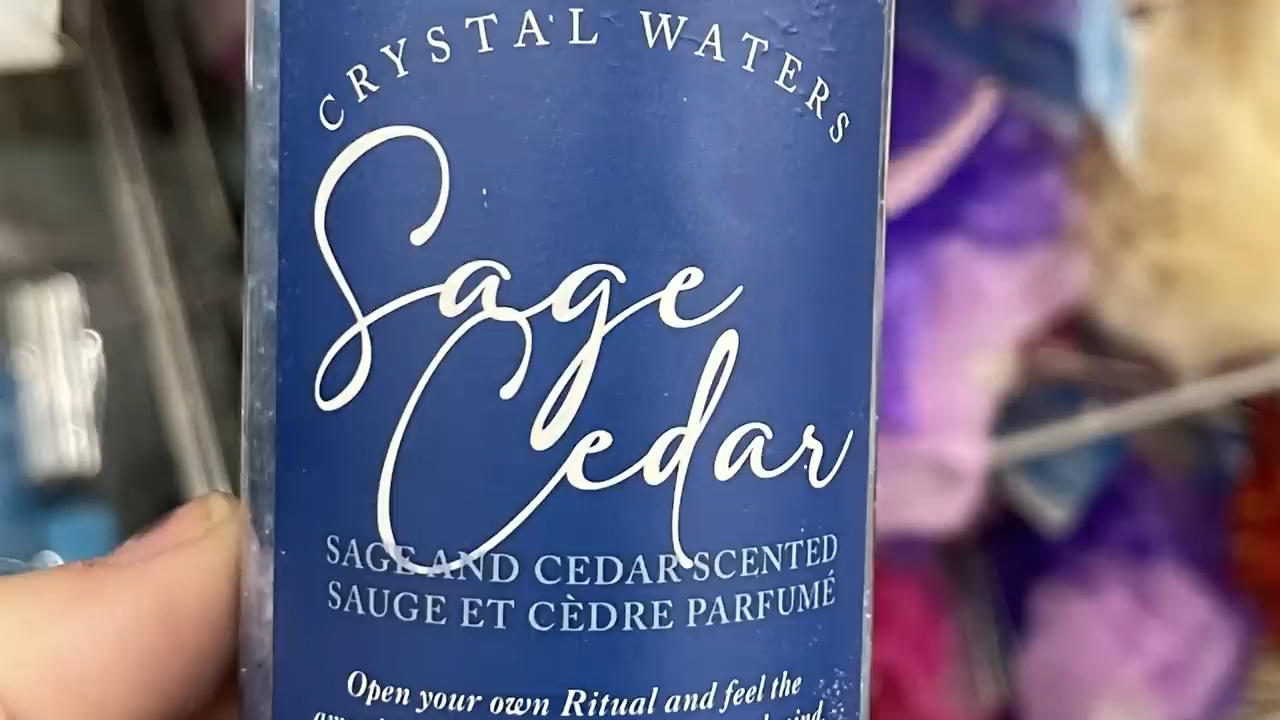 CRYSTAL WATERS
Sage
Cedar
SAGE AND CEDAR SCENTED
SAUGE ET CÈDRE PARFUMÉ
Open your own Ritual and feel the